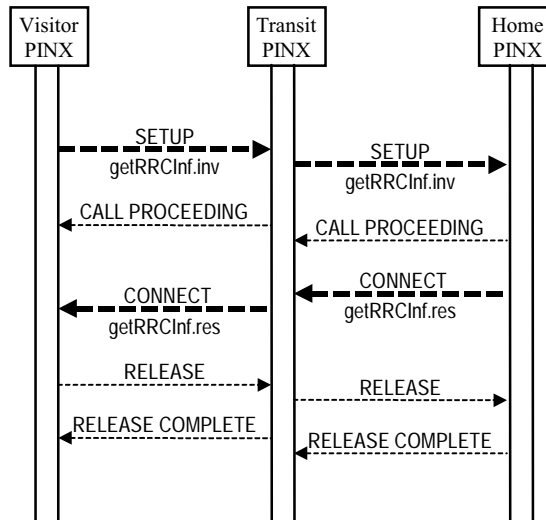 Visitor
PINX
Transit
PINX
Home
PINX
SETUP
getRRCInf.inv
SETUP
getRRCInf.inv
CALL PROCEEDING
CALL PROCEEDING
CONNECT
getRRCInf.res
CONNECT
getRRCInf.res
RELEASE
RELEASE
RELEASE COMPLETE
RELEASE COMPLETE